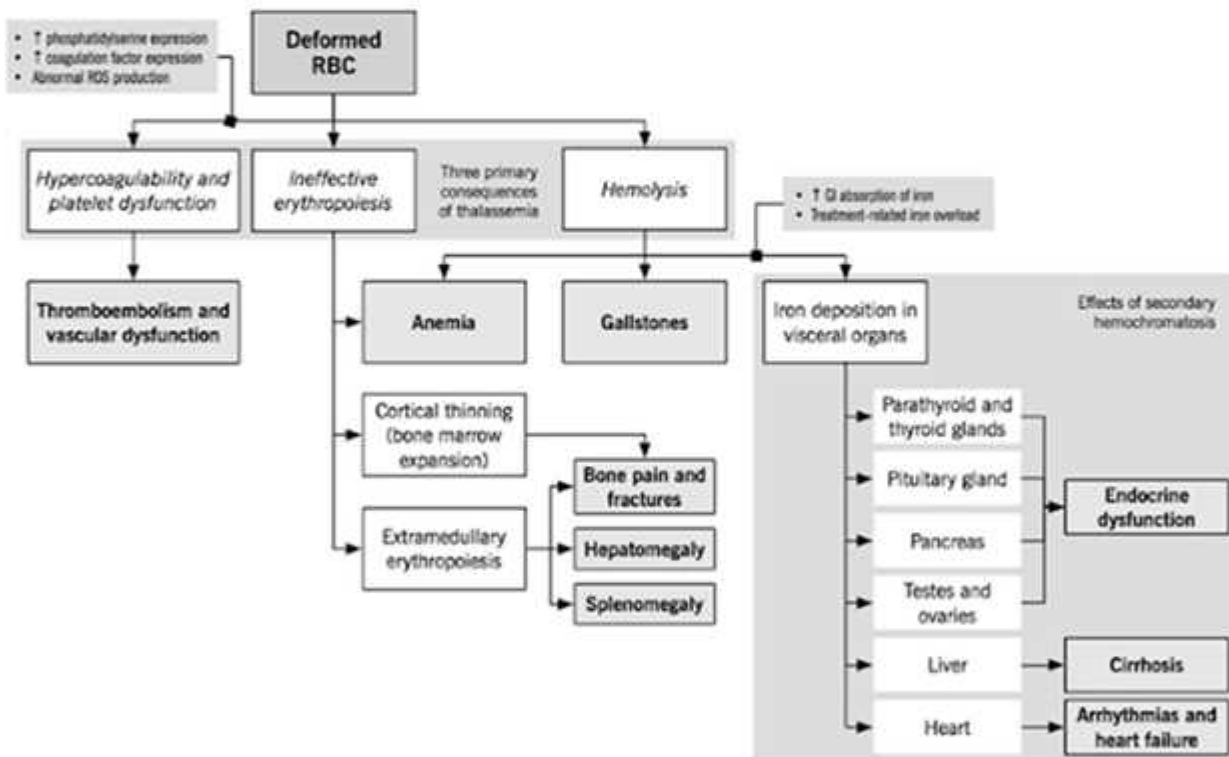 • ↑ phosphatidylserine expression
• ↑ coagulation factor expression
• Abnormal ROS production
Deformed
RBC
Hypercoagulability and
platelet dysfunction
Ineffective
erythropoiesis
Three primary
consequences
of thalassemia
Hemolysis
• ↑ GI absorption of iron
• Treatment-related iron overload
Thromboembolism and
vascular dysfunction
Anemia
Gallstones
Iron deposition in
visceral organs
Effects of secondary
hemochromatosis
Cortical thinning
(bone marrow
expansion)
Bone pain and
fractures
Extramedullary
erythropoiesis
Hepatomegaly
Splenomegaly
Parathyroid and
thyroid glands
Pituitary gland
Pancreas
Testes and
ovaries
Endocrine
dysfunction
Liver
Cirrhosis
Heart
Arrhythmias and
heart failure